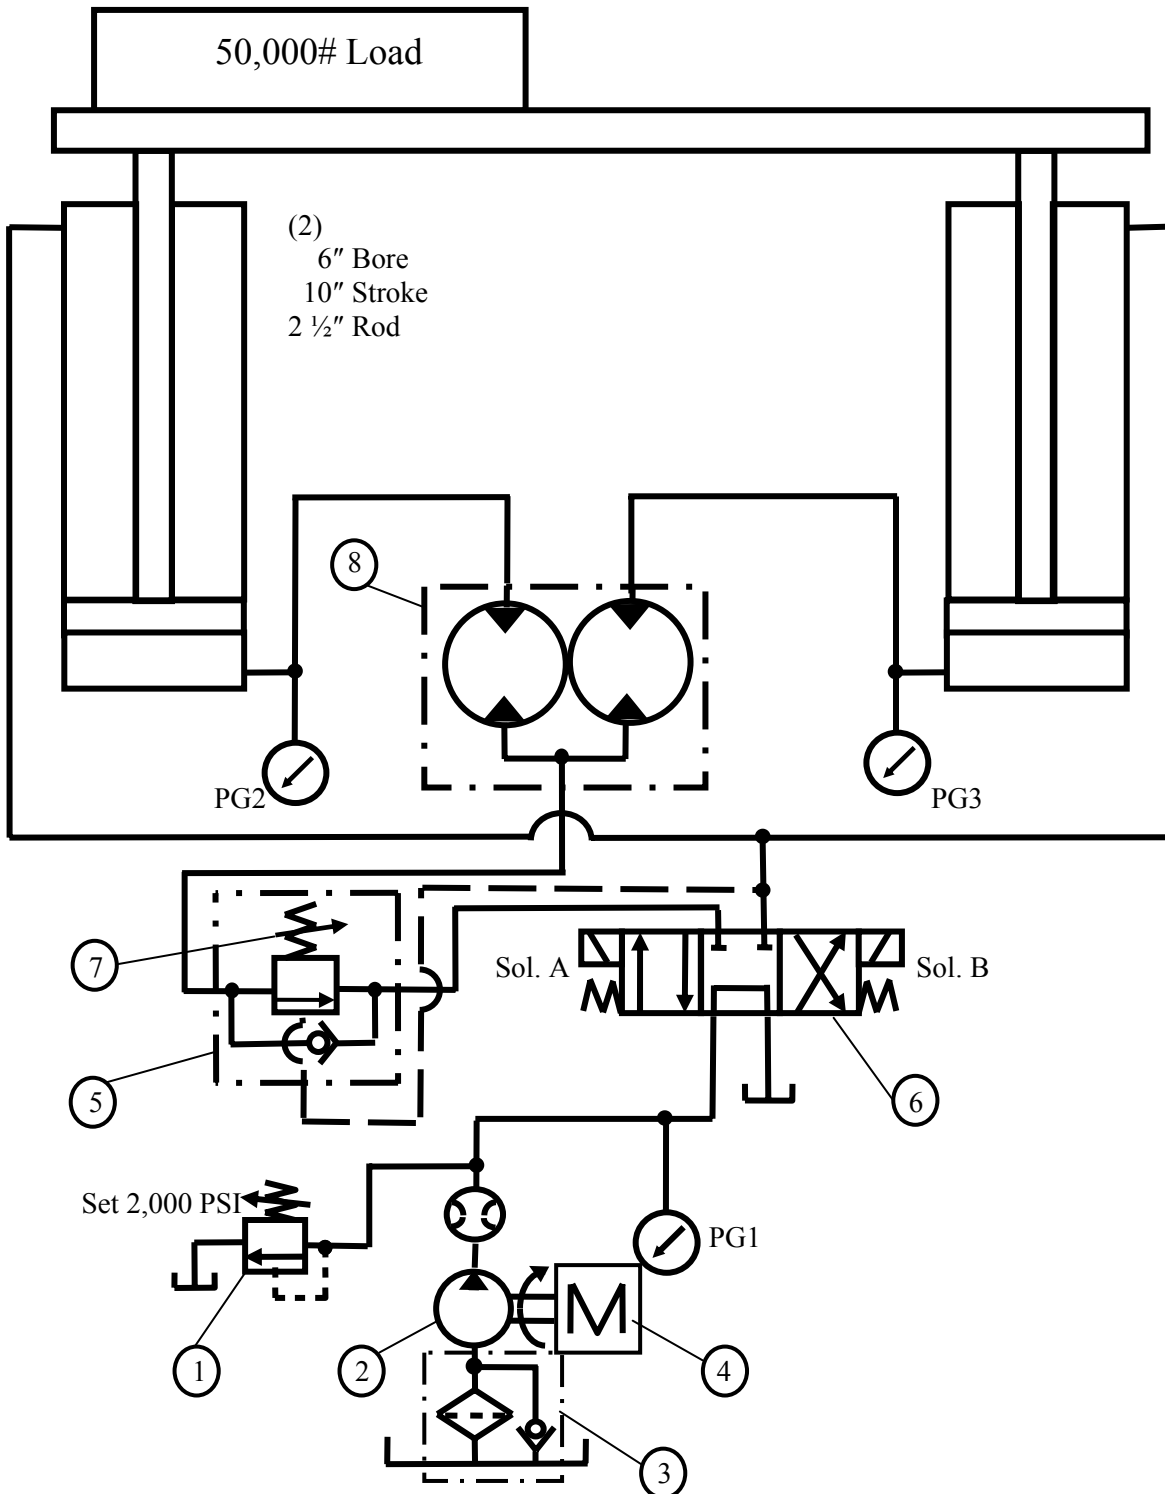 50,000# Load
(2)
6″ Bore
10″ Stroke
2 ½″ Rod
8
PG2
PG3
7
Sol. A
Sol. B
5
6
Set 2,000 PSI
PG1
M
1
2
4
3